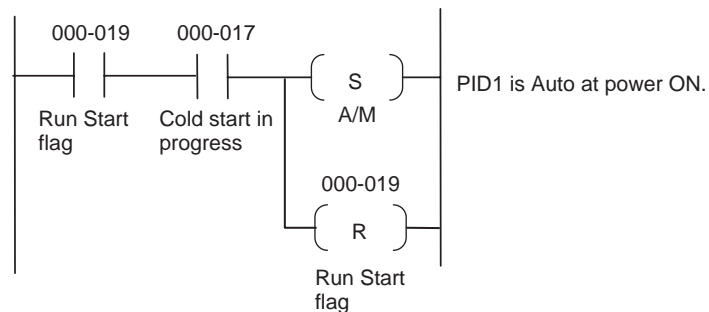 000-019 000-017
S
PID1 is Auto at power ON.
Run Start
flag
Cold start in
progress
A/M
000-019
R
Run Start
flag